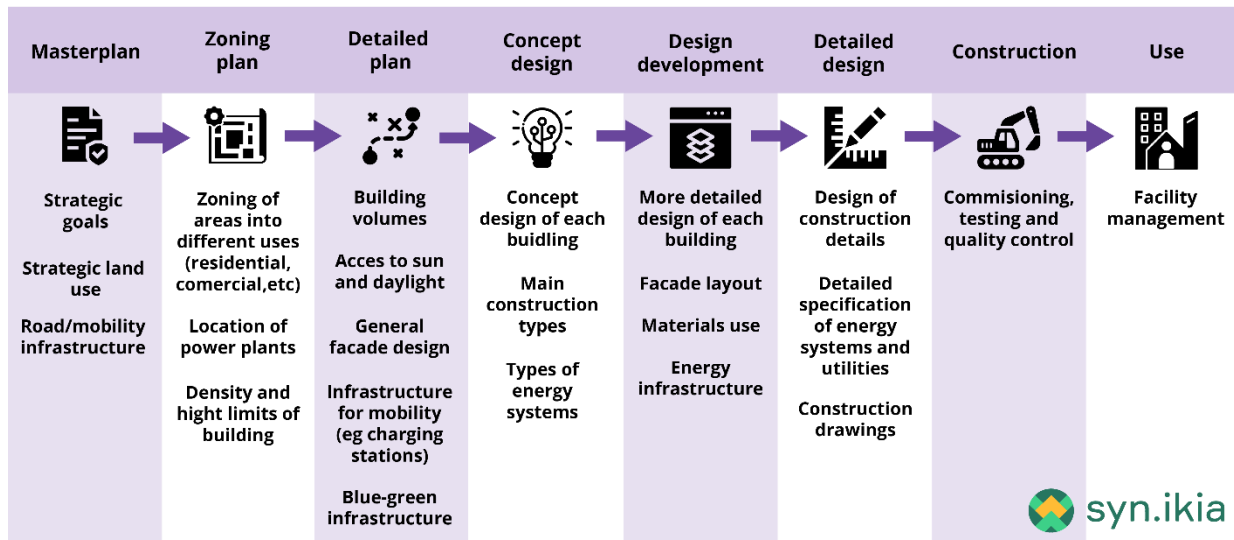 Masterplan
Zoning
plan
Detailed
plan
Concept
design
Design
development
Detailed
design
Construction
Use
Strategic
goals
Strategic land
use
Road/mobility
infrastructure
Zoning of
areas into
different uses
(residential,
comercial,etc)
Location of
power plants
Density and
hight limits of
building
Building
volumes
Acces to sun
and daylight
General
facade design
Infrastructure
for mobility
(eg charging
stations)
Blue-green
infrastructure
Concept
design of each
buidling
Main
construction
types
Types of
energy
systems
More detailed
design of each
building
Facade layout
Materials use
Energy
infrastructure
Design of
construction
details
Detailed
specification
of energy
systems and
utilities
Construction
drawings
Commisioning,
testing and
quality control
Facility
management
syn.ikia